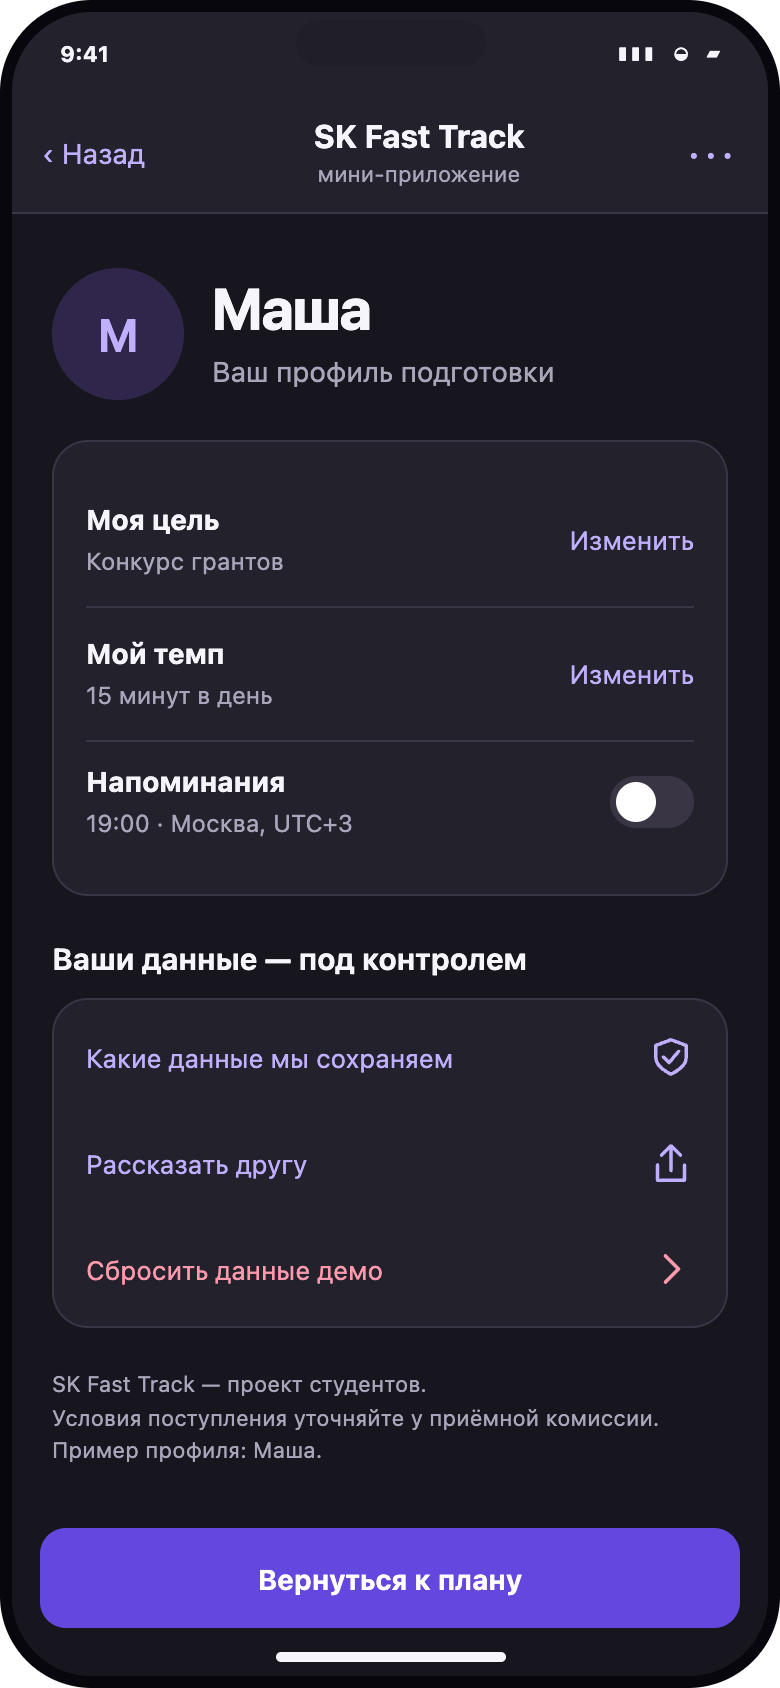 9:41
‹ Назад
SK Fast Track
мини-приложение
М
Маша
Ваш профиль подготовки
Моя цель
Конкурс грантов
Изменить
Мой темп
15 минут в день
Изменить
Напоминания
19:00 · Москва, UTC+3
Ваши данные — под контролем
Какие данные мы сохраняем
Рассказать другу
Сбросить данные демо
SK Fast Track — проект студентов.
Условия поступления уточняйте у приёмной комиссии.
Пример профиля: Маша.
Вернуться к плану